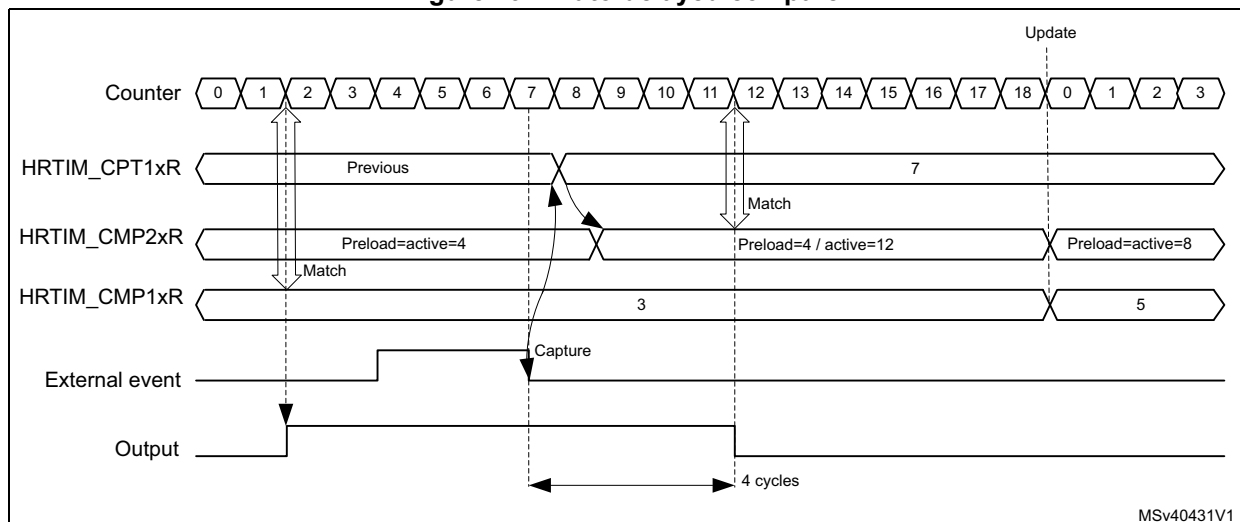 Update
Counter 0 1 2 3 4 5 6 7 8 9 10 11 12 13 14 15 16 17 18 0 1 2 3
HRTIM_CPT1xR Previous 7
Match
HRTIM_CMP2xR Preload=active=4 Preload=4 / active=12 Preload=active=8
Match
HRTIM_CMP1xR 3 5
Capture
External event
Output
4 cycles
MSv40431V1